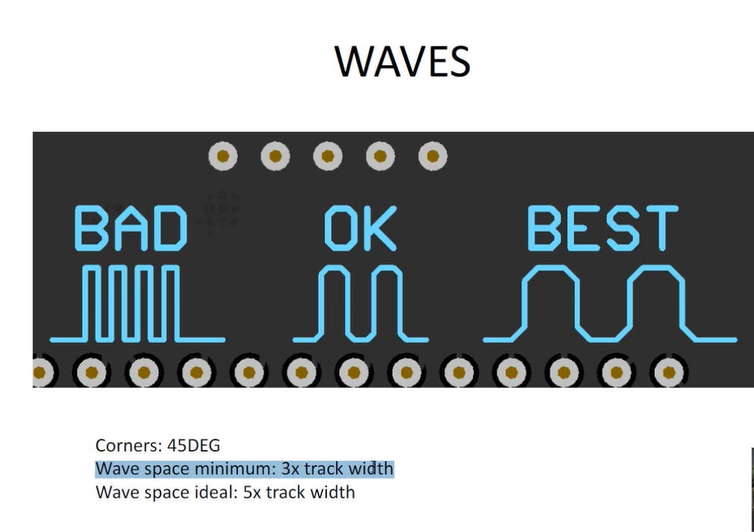 WAVES
BAD OK BEST
Corners: 45DEG
Wave space minimum: 3x track width
Wave space ideal: 5x track width